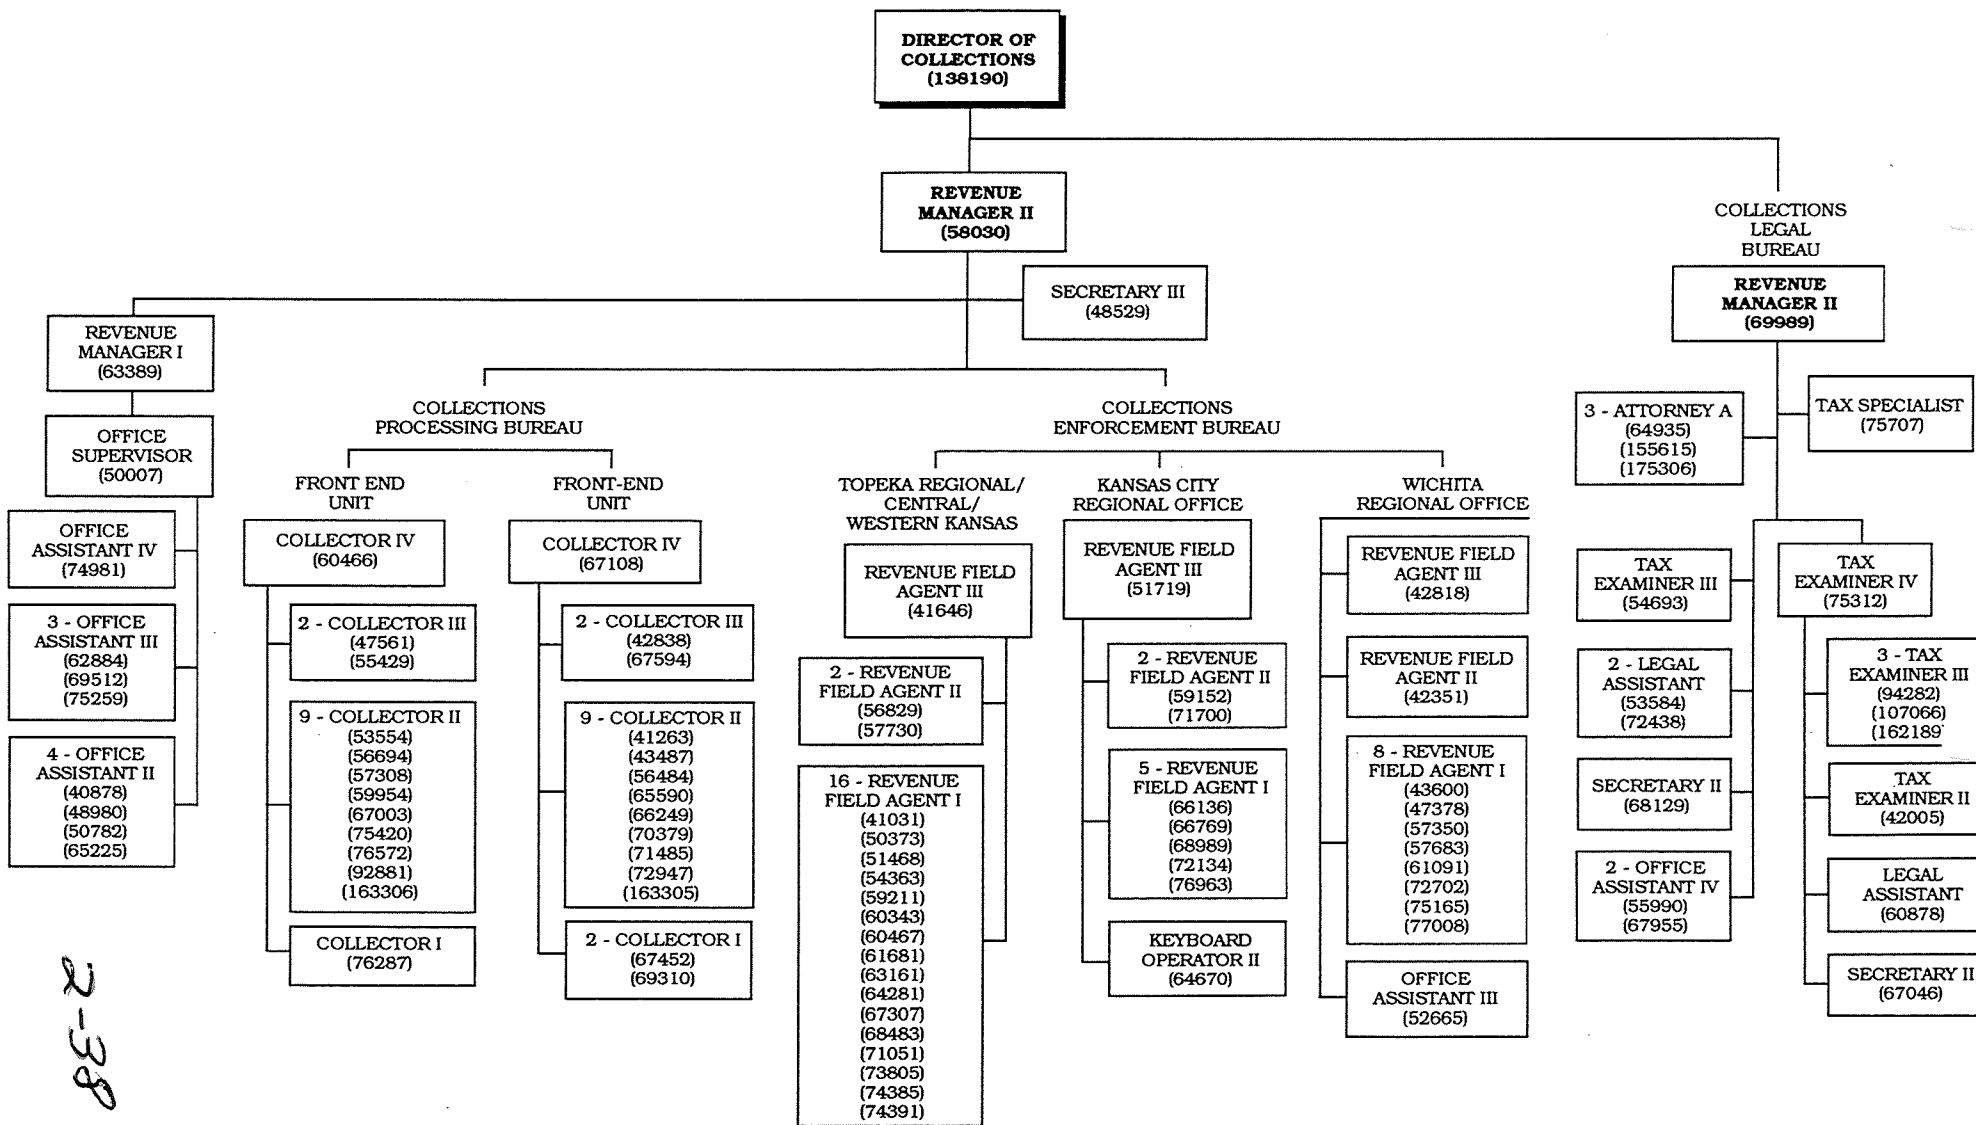 DIRECTOR OF
COLLECTIONS
(138190)
REVENUE
MANAGER II
(58030)
SECRETARY III
(48529)
REVENUE
MANAGER I
(63389)
OFFICE
SUPERVISOR
(50007)
OFFICE
ASSISTANT IV
(74981)
3 - OFFICE
ASSISTANT III
(62884)
(69512)
(75259)
4 - OFFICE
ASSISTANT II
(40878)
(48980)
(50782)
(65225)
COLLECTIONS
PROCESSING BUREAU
FRONT END
UNIT
COLLECTOR IV
(60466)
2 - COLLECTOR III
(47561)
(55429)
9 - COLLECTOR II
(53554)
(56694)
(57308)
(59954)
(67003)
(75420)
(76572)
(92881)
(163306)
COLLECTOR I
(76287)
FRONT-END
UNIT
COLLECTOR IV
(67108)
2 - COLLECTOR III
(42838)
(67594)
9 - COLLECTOR II
(41263)
(43487)
(56484)
(65590)
(66249)
(70379)
(71485)
(72947)
(163305)
2 - COLLECTOR I
(67452)
(69310)
COLLECTIONS
ENFORCEMENT BUREAU
TOPEKA REGIONAL/
CENTRAL/
WESTERN KANSAS
REVENUE FIELD
AGENT III
(41646)
2 - REVENUE
FIELD AGENT II
(56829)
(57730)
16 - REVENUE
FIELD AGENT I
(41031)
(50373)
(51468)
(54363)
(59211)
(60343)
(60467)
(61681)
(63161)
(64281)
(67307)
(68483)
(71051)
(73805)
(74385)
(74391)
KANSAS CITY
REGIONAL OFFICE
REVENUE FIELD
AGENT III
(51719)
2 - REVENUE
FIELD AGENT II
(59152)
(71700)
5 - REVENUE
FIELD AGENT I
(66136)
(66769)
(68989)
(72134)
(76963)
KEYBOARD
OPERATOR II
(64670)
WICHITA
REGIONAL OFFICE
REVENUE FIELD
AGENT III
(42818)
REVENUE FIELD
AGENT II
(42351)
8 - REVENUE
FIELD AGENT I
(43600)
(47378)
(57350)
(57683)
(61091)
(72702)
(75165)
(77008)
OFFICE
ASSISTANT III
(52665)
COLLECTIONS
LEGAL
BUREAU
REVENUE
MANAGER II
(69989)
3 - ATTORNEY A
(64935)
(155615)
(175306)
TAX SPECIALIST
(75707)
TAX
EXAMINER III
(54693)
2 - LEGAL
ASSISTANT
(53584)
(72438)
SECRETARY II
(68129)
2 - OFFICE
ASSISTANT IV
(55990)
(67955)
TAX
EXAMINER IV
(75312)
3 - TAX
EXAMINER III
(94282)
(107066)
(162189
TAX
EXAMINER II
(42005)
LEGAL
ASSISTANT
(60878)
SECRETARY II
(67046)
2-38